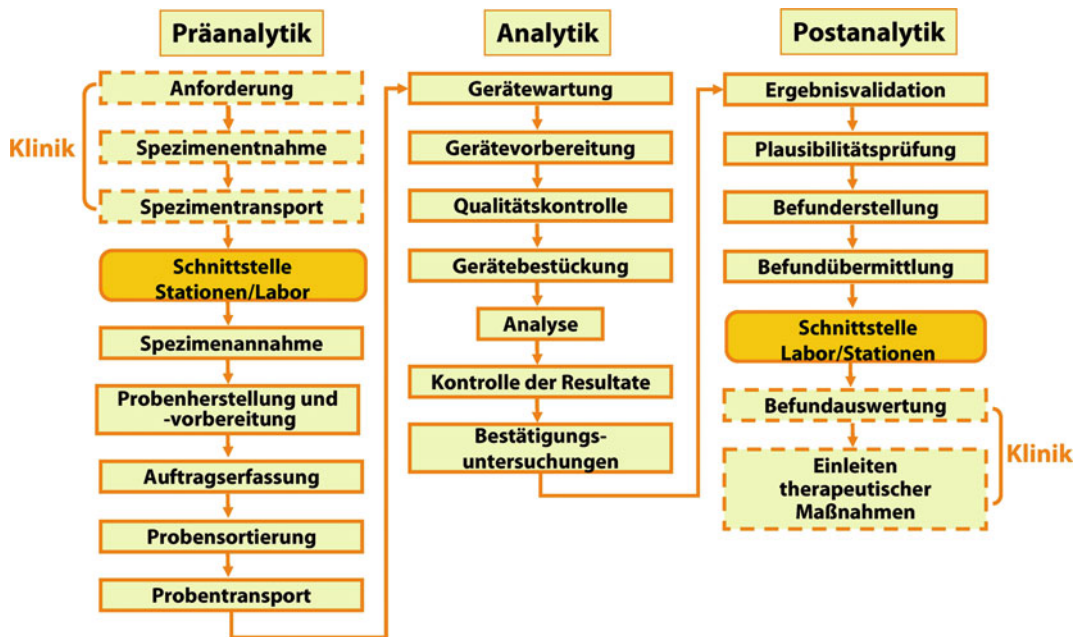 Präanalytik
Anforderung
Klinik
Spezimenentnahme
Spezimentransport
Schnittstelle
Stationen/Labor
Spezimenannahme
Probenherstellung und
-vorbereitung
Auftragserfassung
Probensortierung
Probentransport
Analytik
Gerätewartung
Gerätevorbereitung
Qualitätskontrolle
Gerätebestückung
Analyse
Kontrolle der Resultate
Bestätigungs-
untersuchungen
Postanalytik
Ergebnisvalidation
Plausibilitätsprüfung
Befunderstellung
Befundübermittlung
Schnittstelle
Labor/Stationen
Befundauswertung
Klinik
Einleiten
therapeutischer
Maßnahmen